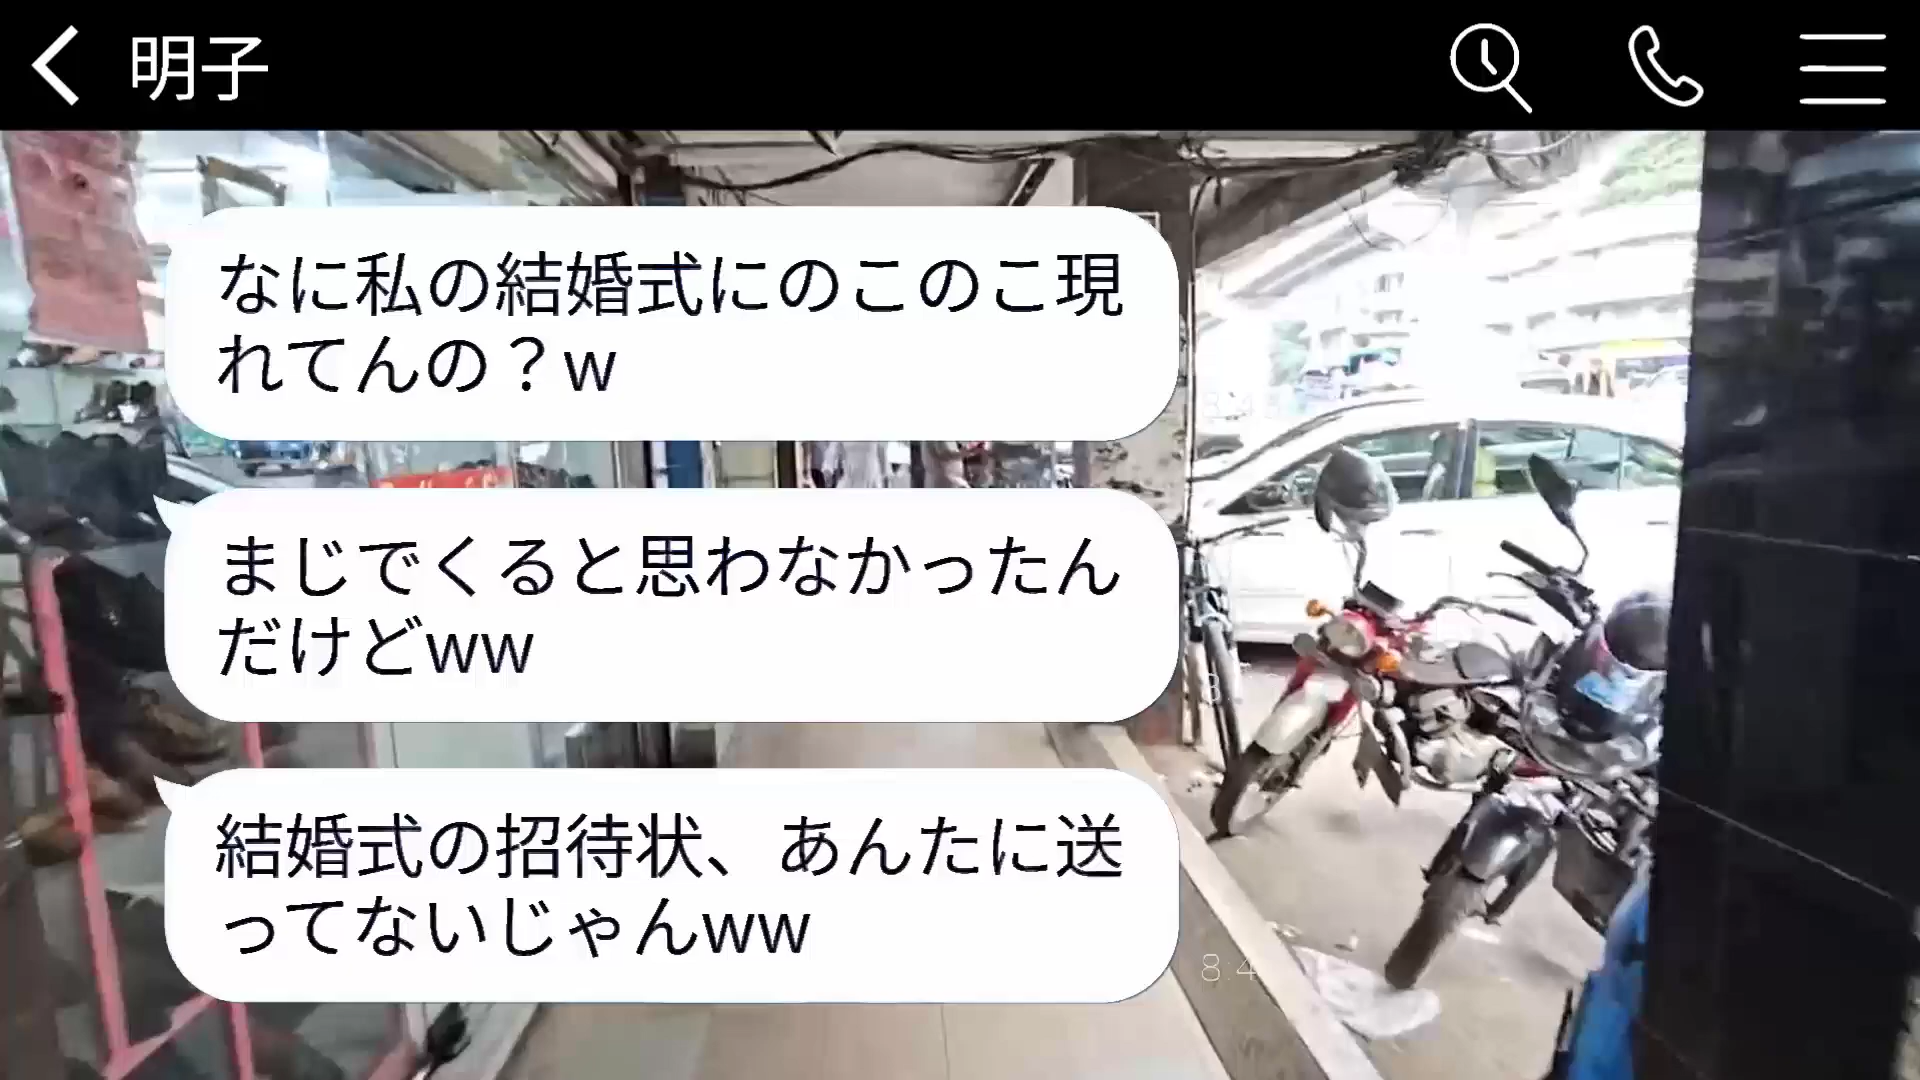 明子
なに私の結婚式にのこのこ現
れてんの？w
まじでくると思わなかったん
だけどww
結婚式の招待状、あんたに送
ってないじゃんww